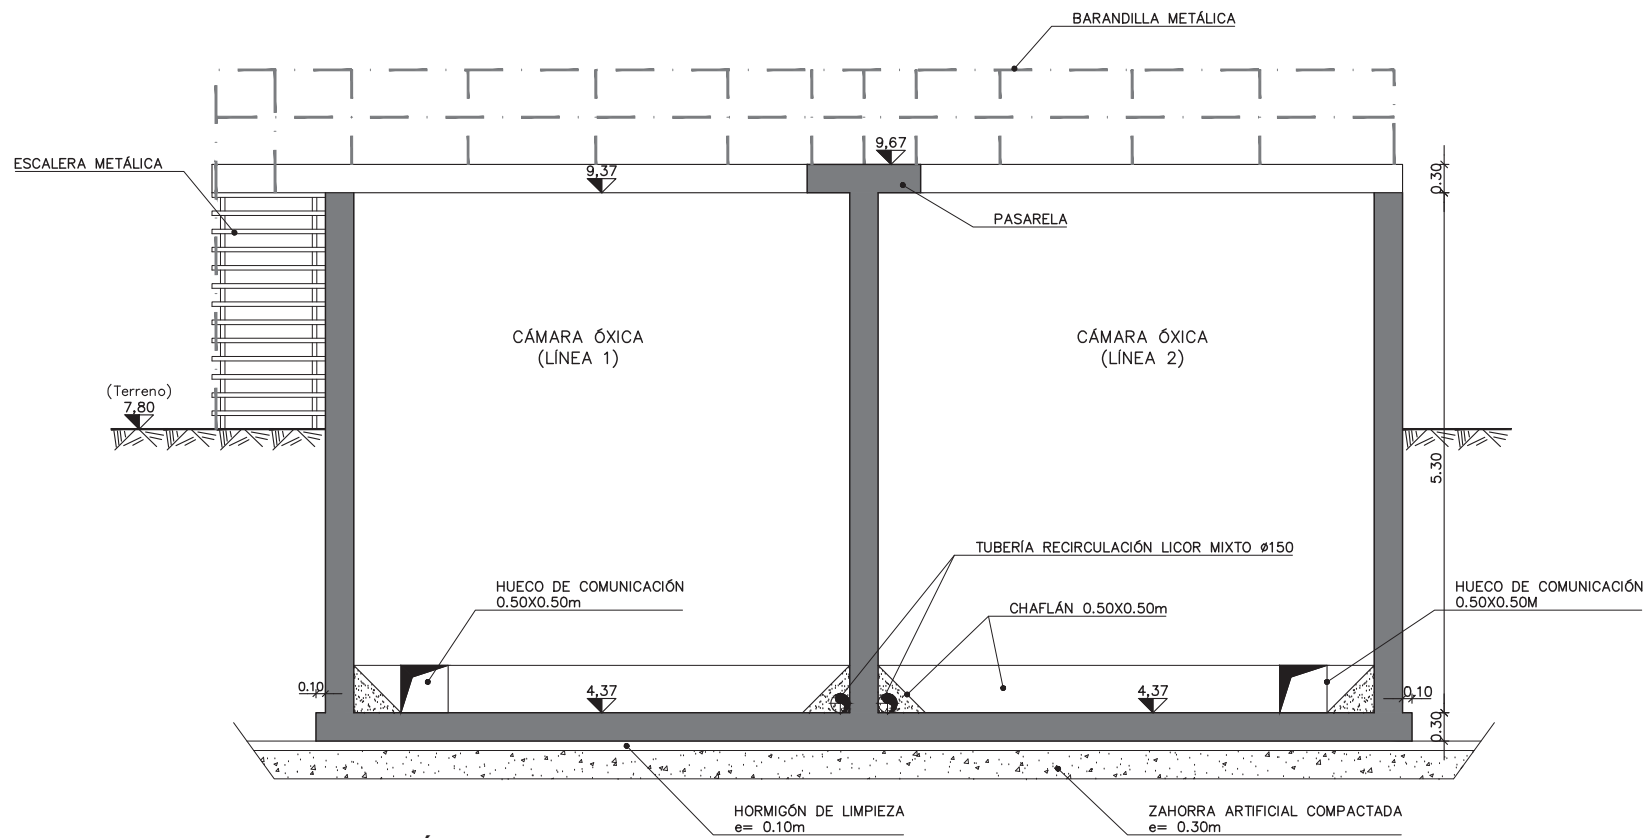 BARANDILLA METÁLICA
ESCALERA METÁLICA
9,67
9,37
0.30
PASARELA
CÁMARA ÓXICA
(LÍNEA 1)
CÁMARA ÓXICA
(LÍNEA 2)
(Terreno)
7,80
5.30
TUBERÍA RECIRCULACIÓN LICOR MIXTO ø150
HUECO DE COMUNICACIÓN
0.50X0.50m
CHAFLÁN 0.50X0.50m
HUECO DE COMUNICACIÓN
0.50X0.50M
0.10
4,37
4,37
0,10
0.30
HORMIGÓN DE LIMPIEZA
e= 0.10m
ZAHORRA ARTIFICIAL COMPACTADA
e= 0.30m